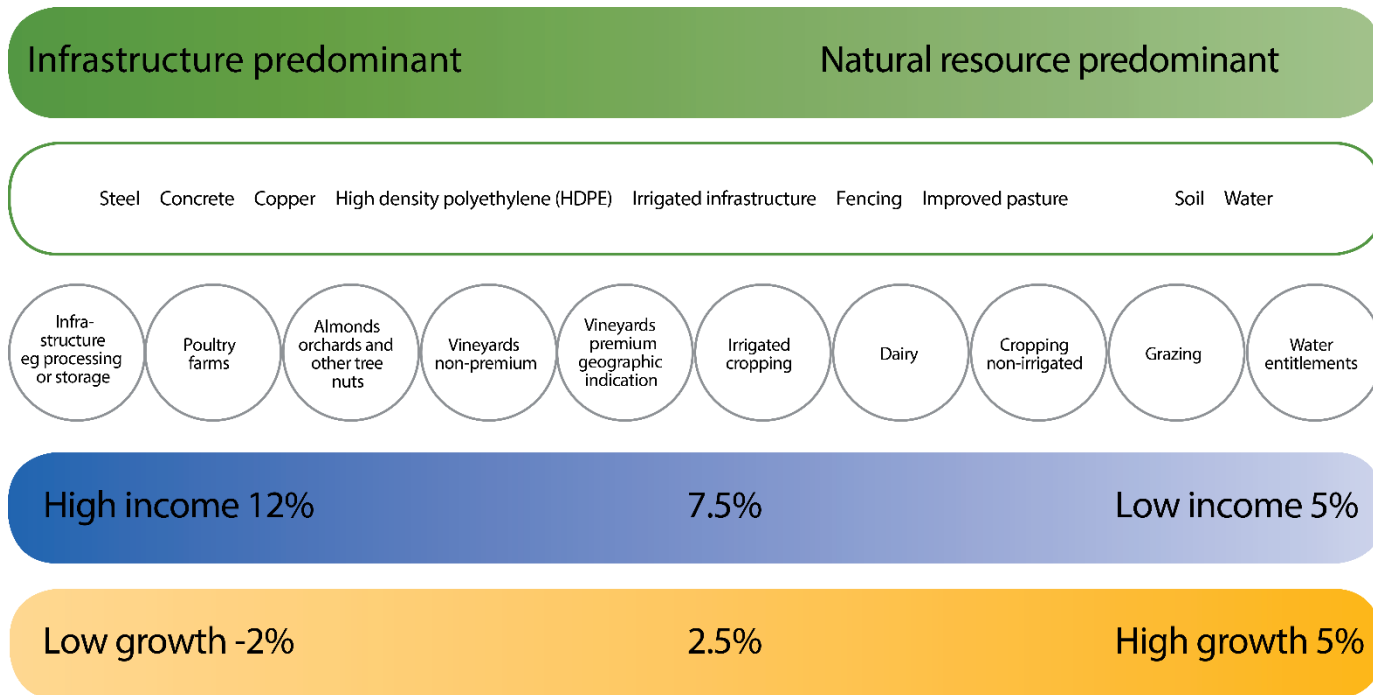 Infrastructure predominant Natural resource predominant
Steel Concrete Copper High density polyethylene (HDPE) Irrigated infrastructure Fencing Improved pasture Soil Water
Infra-
structure
eg processing
or storage
Poultry
farms
Almonds
orchards and
other tree
nuts
Vineyards
non-premium
Vineyards
premium
geographic
indication
Irrigated
cropping
Dairy
Cropping
non-irrigated
Grazing
Water
entitlements
High income 12% 7.5% Low income 5%
Low growth -2% 2.5% High growth 5%